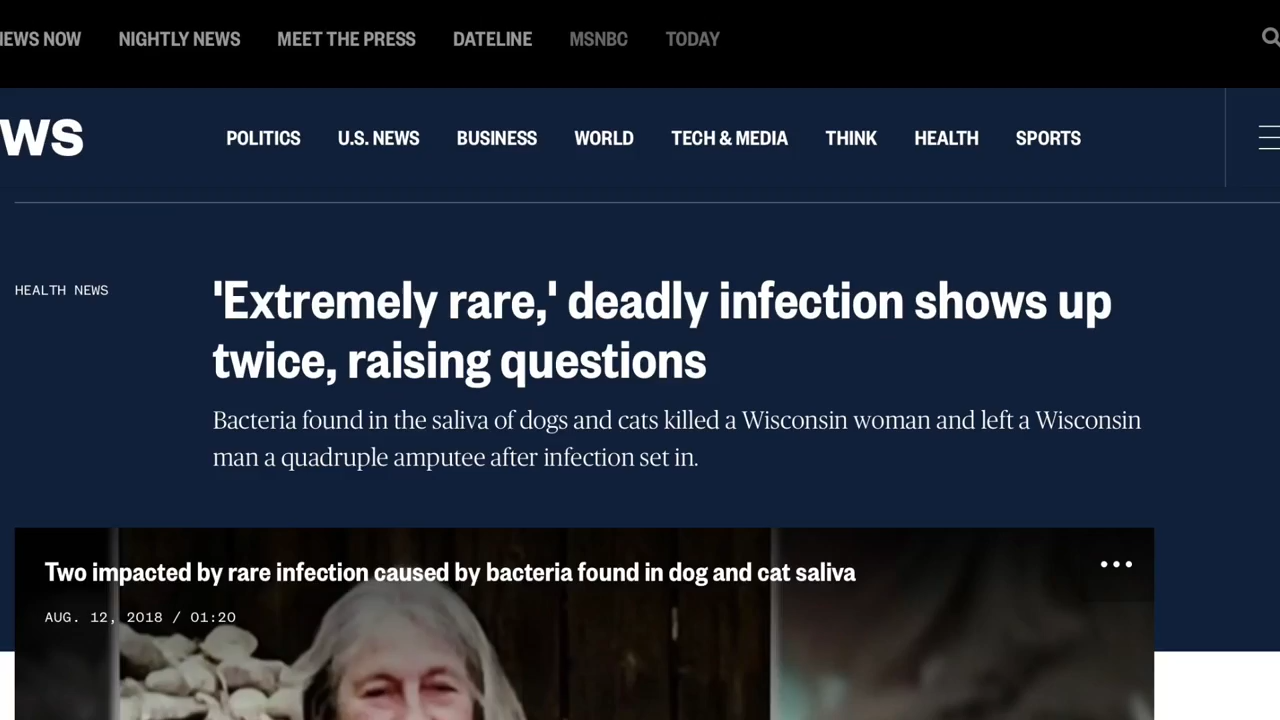 NEWS NOW NIGHTLY NEWS MEET THE PRESS DATELINE MSNBC TODAY
WS POLITICS U.S. NEWS BUSINESS WORLD TECH & MEDIA THINK HEALTH SPORTS
HEALTH NEWS
'Extremely rare,' deadly infection shows up
twice, raising questions
Bacteria found in the saliva of dogs and cats killed a Wisconsin woman and left a Wisconsin
man a quadruple amputee after infection set in.
Two impacted by rare infection caused by bacteria found in dog and cat saliva
AUG. 12, 2018 / 01:20